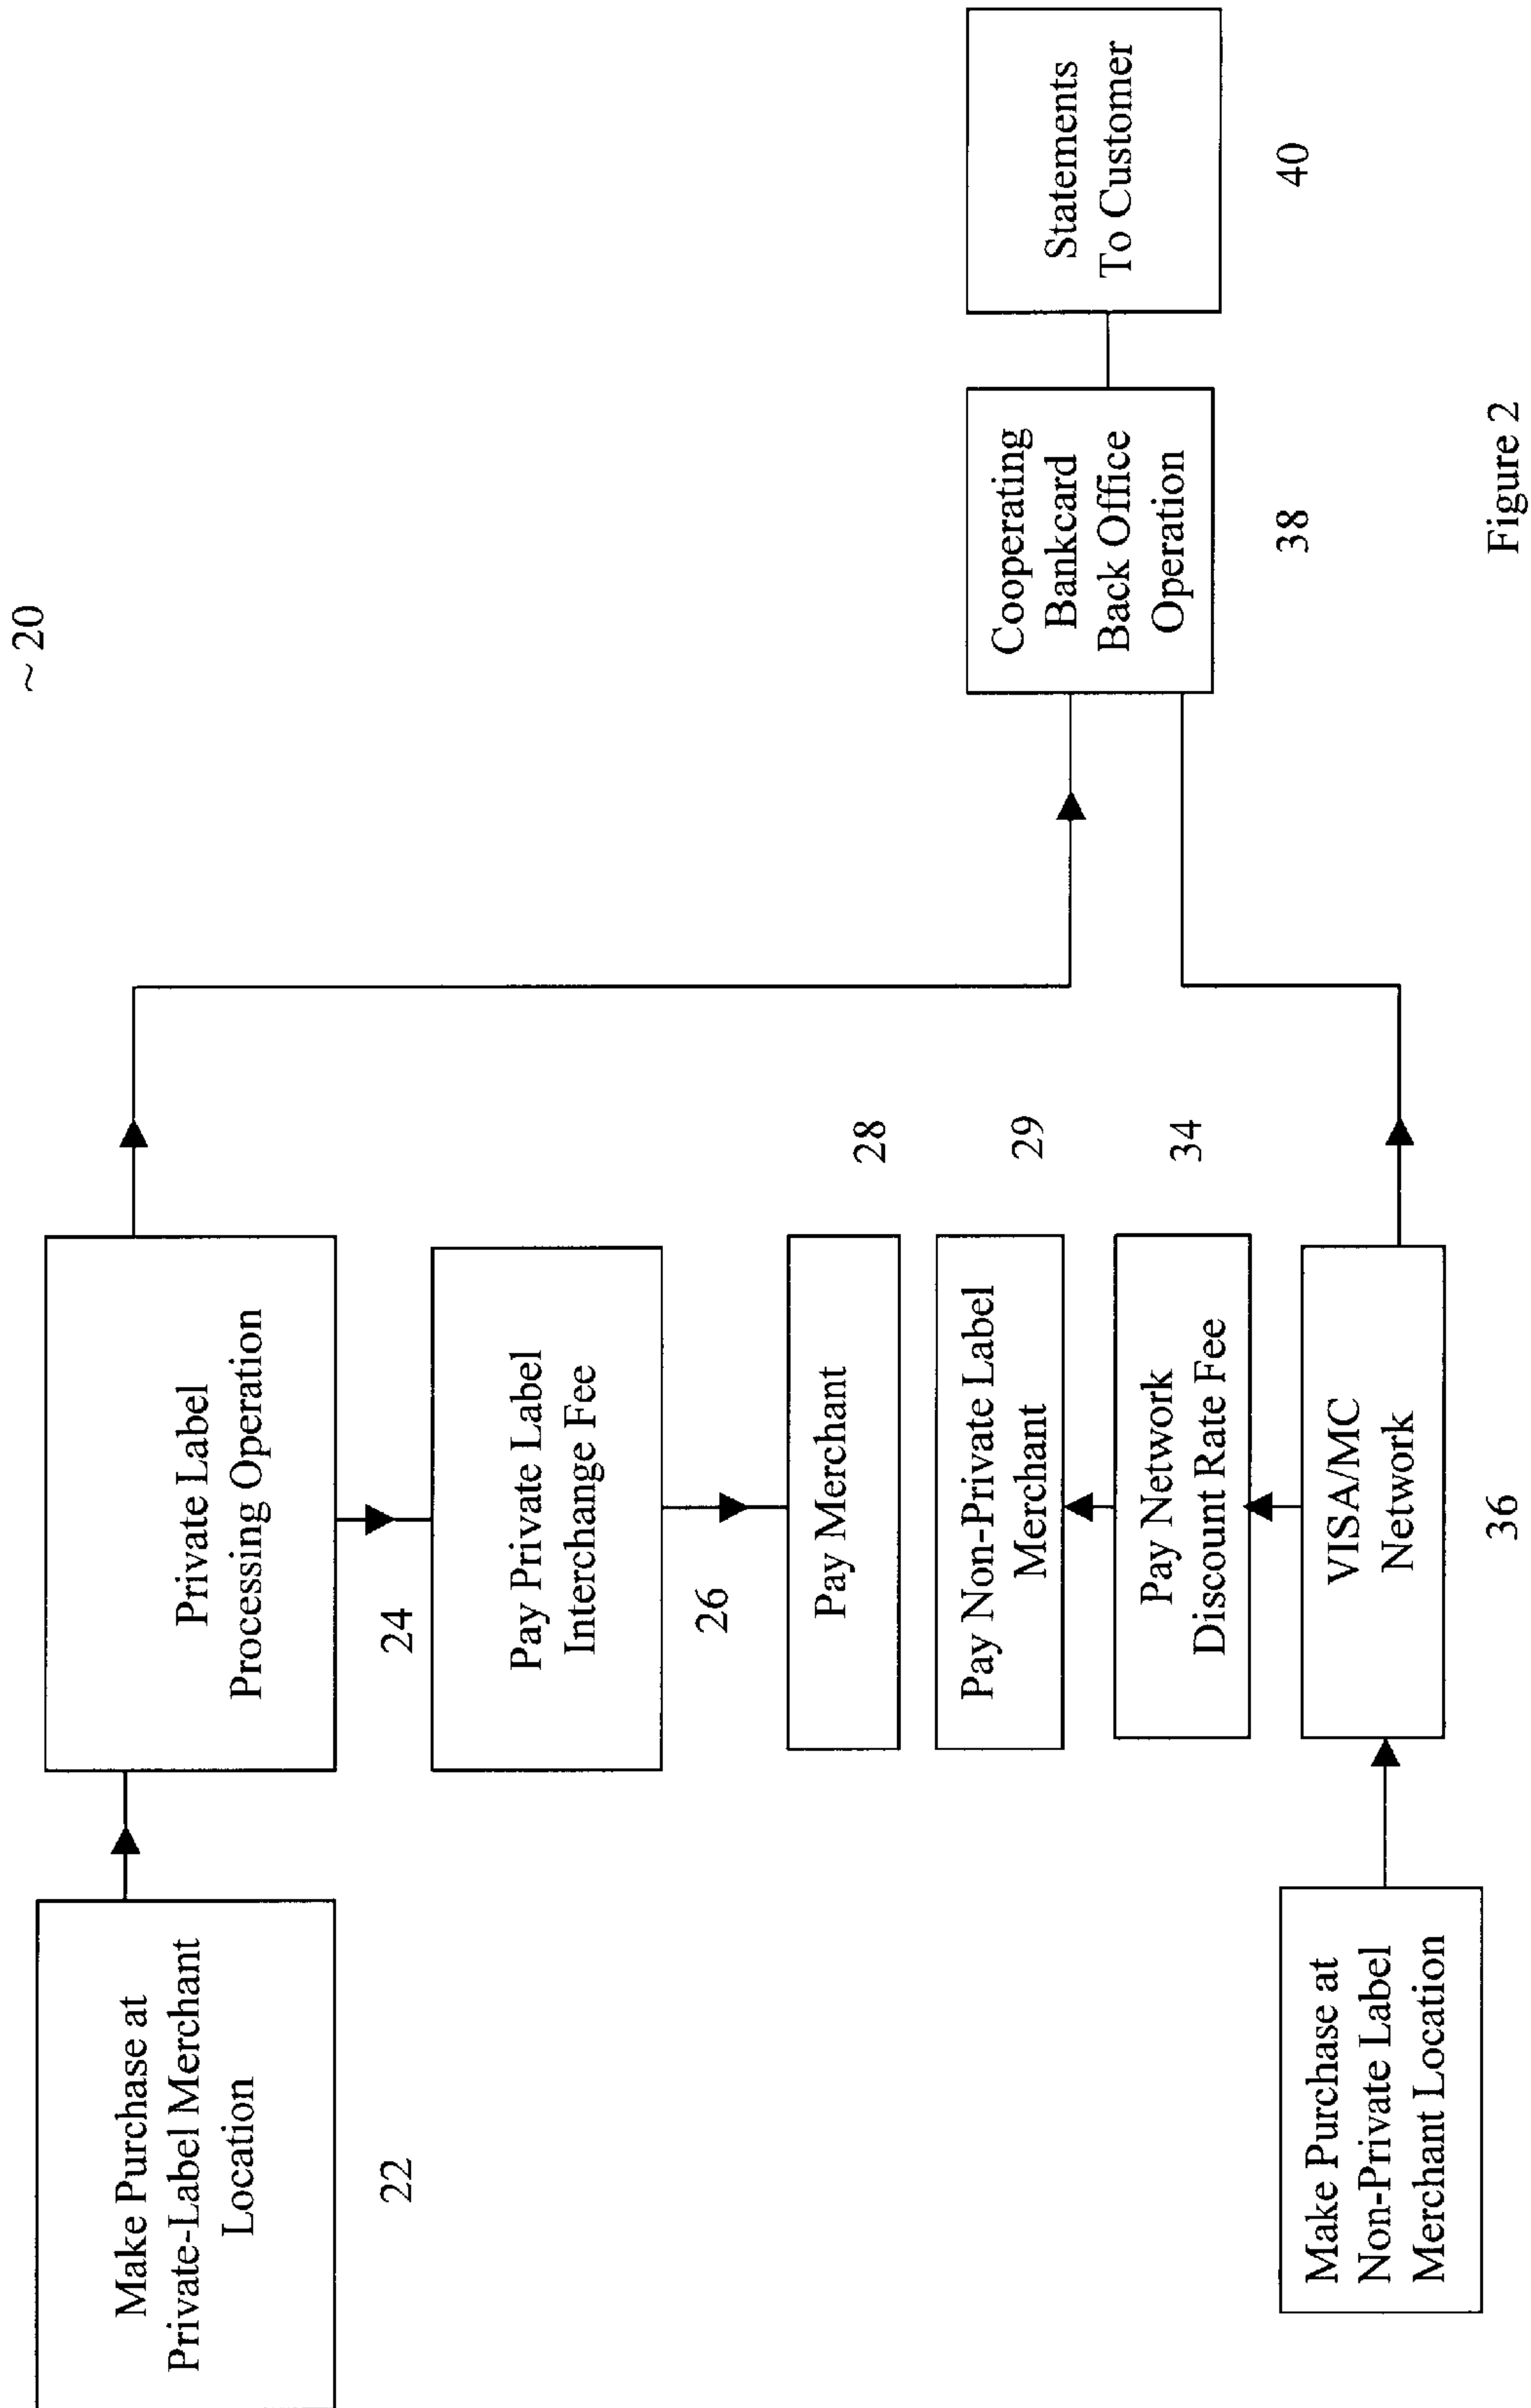 ~ 20
Make Purchase at
Private-Label Merchant
Location
22
Private Label
Processing Operation
24
Pay Private Label
Interchange Fee
26
Pay Merchant
28
Pay Non-Private Label
Merchant
29
Pay Network
Discount Rate Fee
34
Make Purchase at
Non-Private Label
Merchant Location
VISA/MC
Network
36
Cooperating
Bankcard
Back Office
Operation
38
Statements
To Customer
40
Figure 2